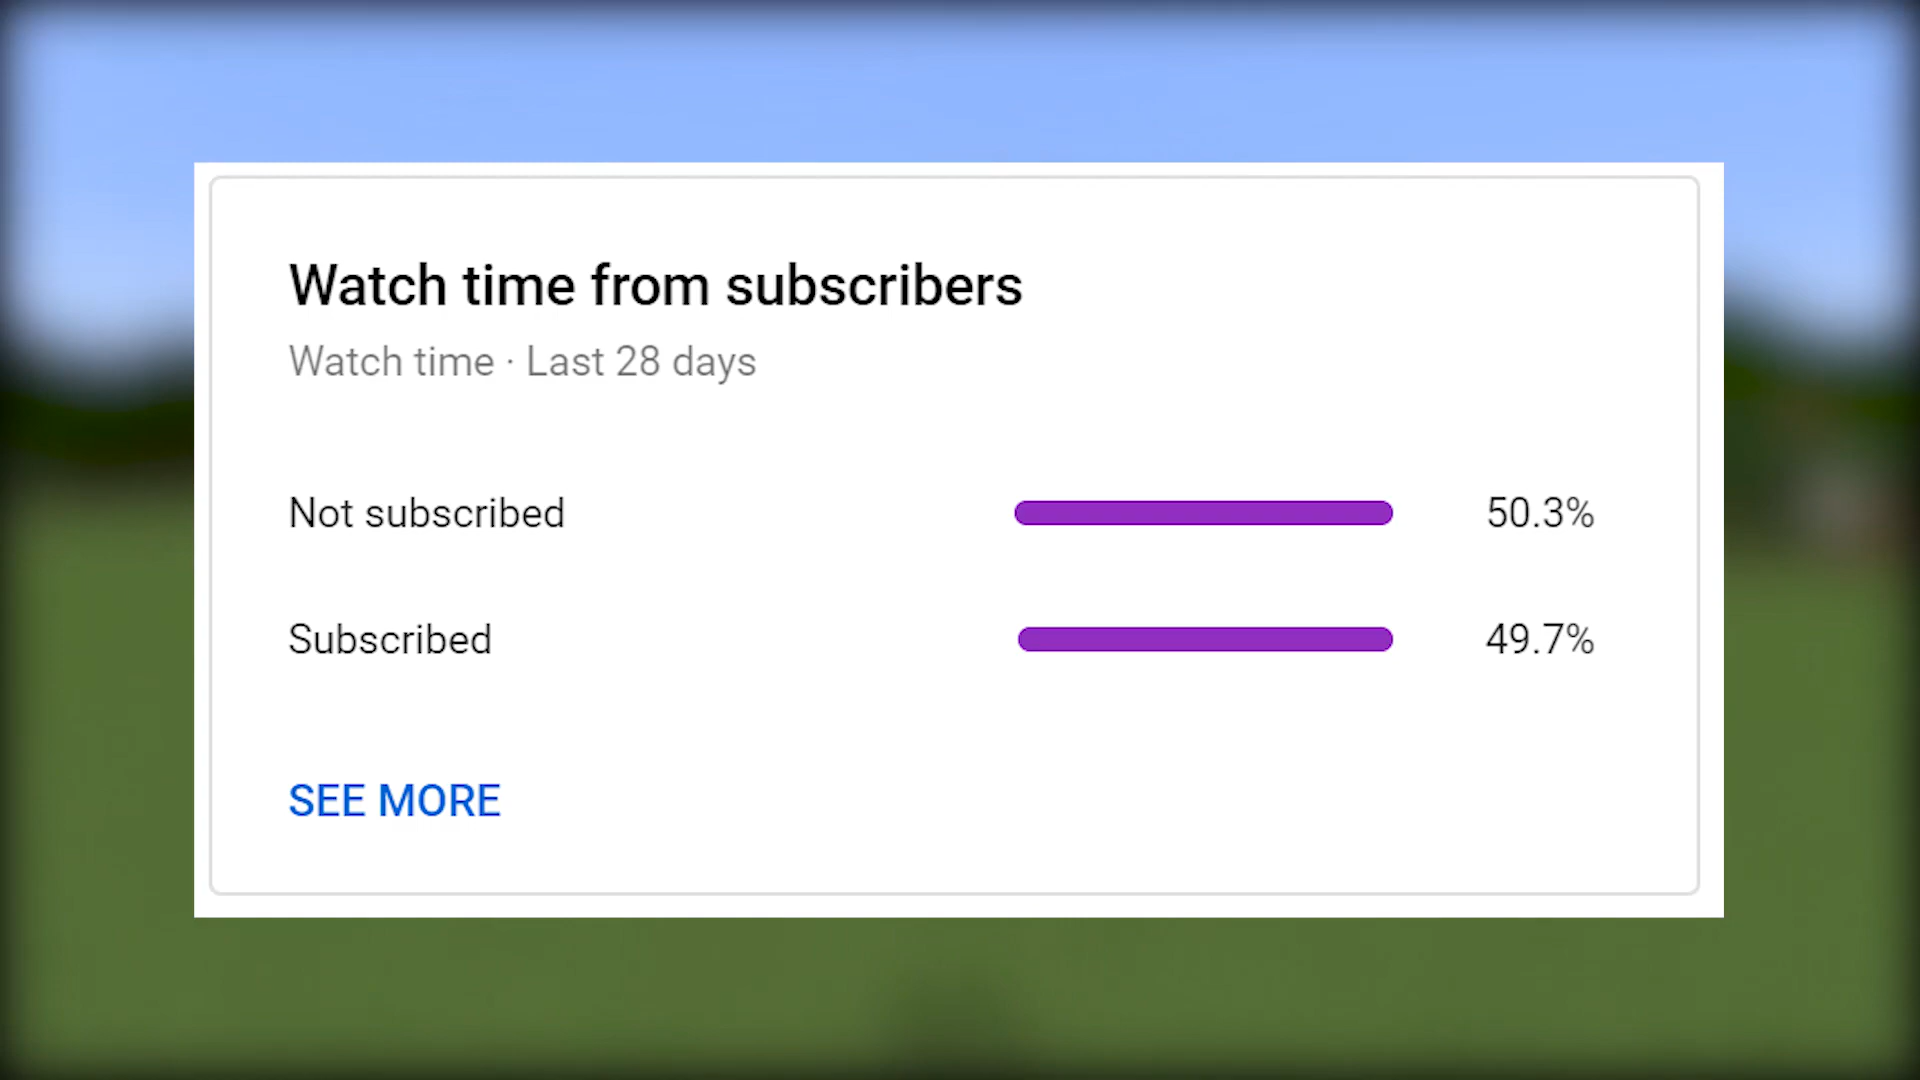 Watch time from subscribers
Watch time · Last 28 days
Not subscribed 50.3%
Subscribed 49.7%
SEE MORE